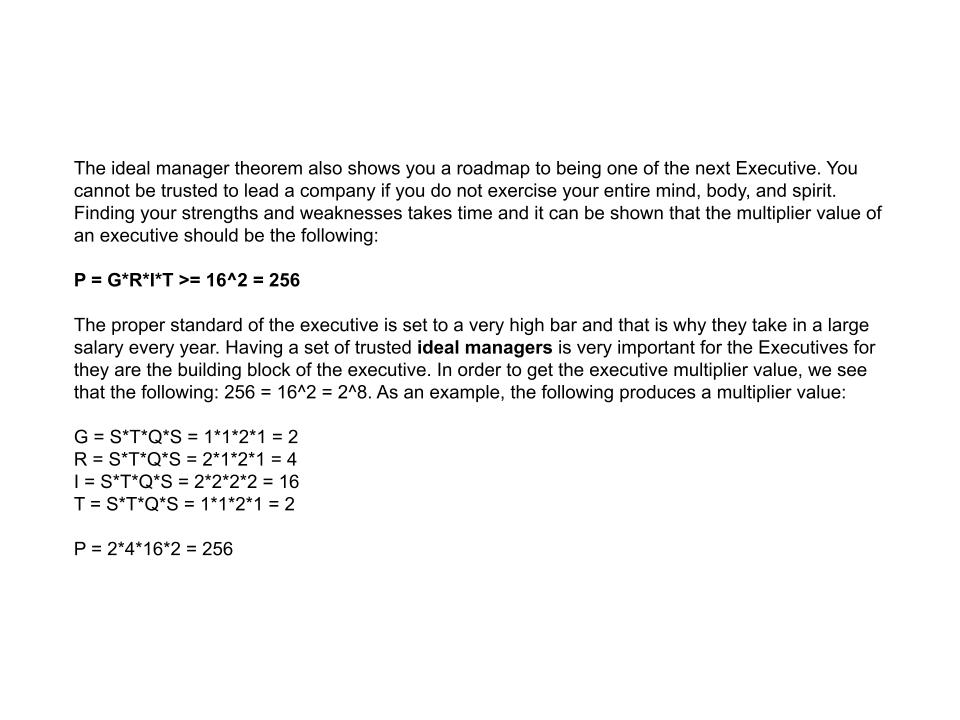 The ideal manager theorem also shows you a roadmap to being one of the next Executive. You
cannot be trusted to lead a company if you do not exercise your entire mind, body, and spirit.
Finding your strengths and weaknesses takes time and it can be shown that the multiplier value of
an executive should be the following:
P = G*R*I*T >= 16^2 = 256
The proper standard of the executive is set to a very high bar and that is why they take in a large
salary every year. Having a set of trusted ideal managers is very important for the Executives for
they are the building block of the executive. In order to get the executive multiplier value, we see
that the following: 256 = 16^2 = 2^8. As an example, the following produces a multiplier value:
G = S*T*Q*S = 1*1*2*1 = 2
R = S*T*Q*S = 2*1*2*1 = 4
I = S*T*Q*S = 2*2*2*2 = 16
T = S*T*Q*S = 1*1*2*1 = 2
P = 2*4*16*2 = 256